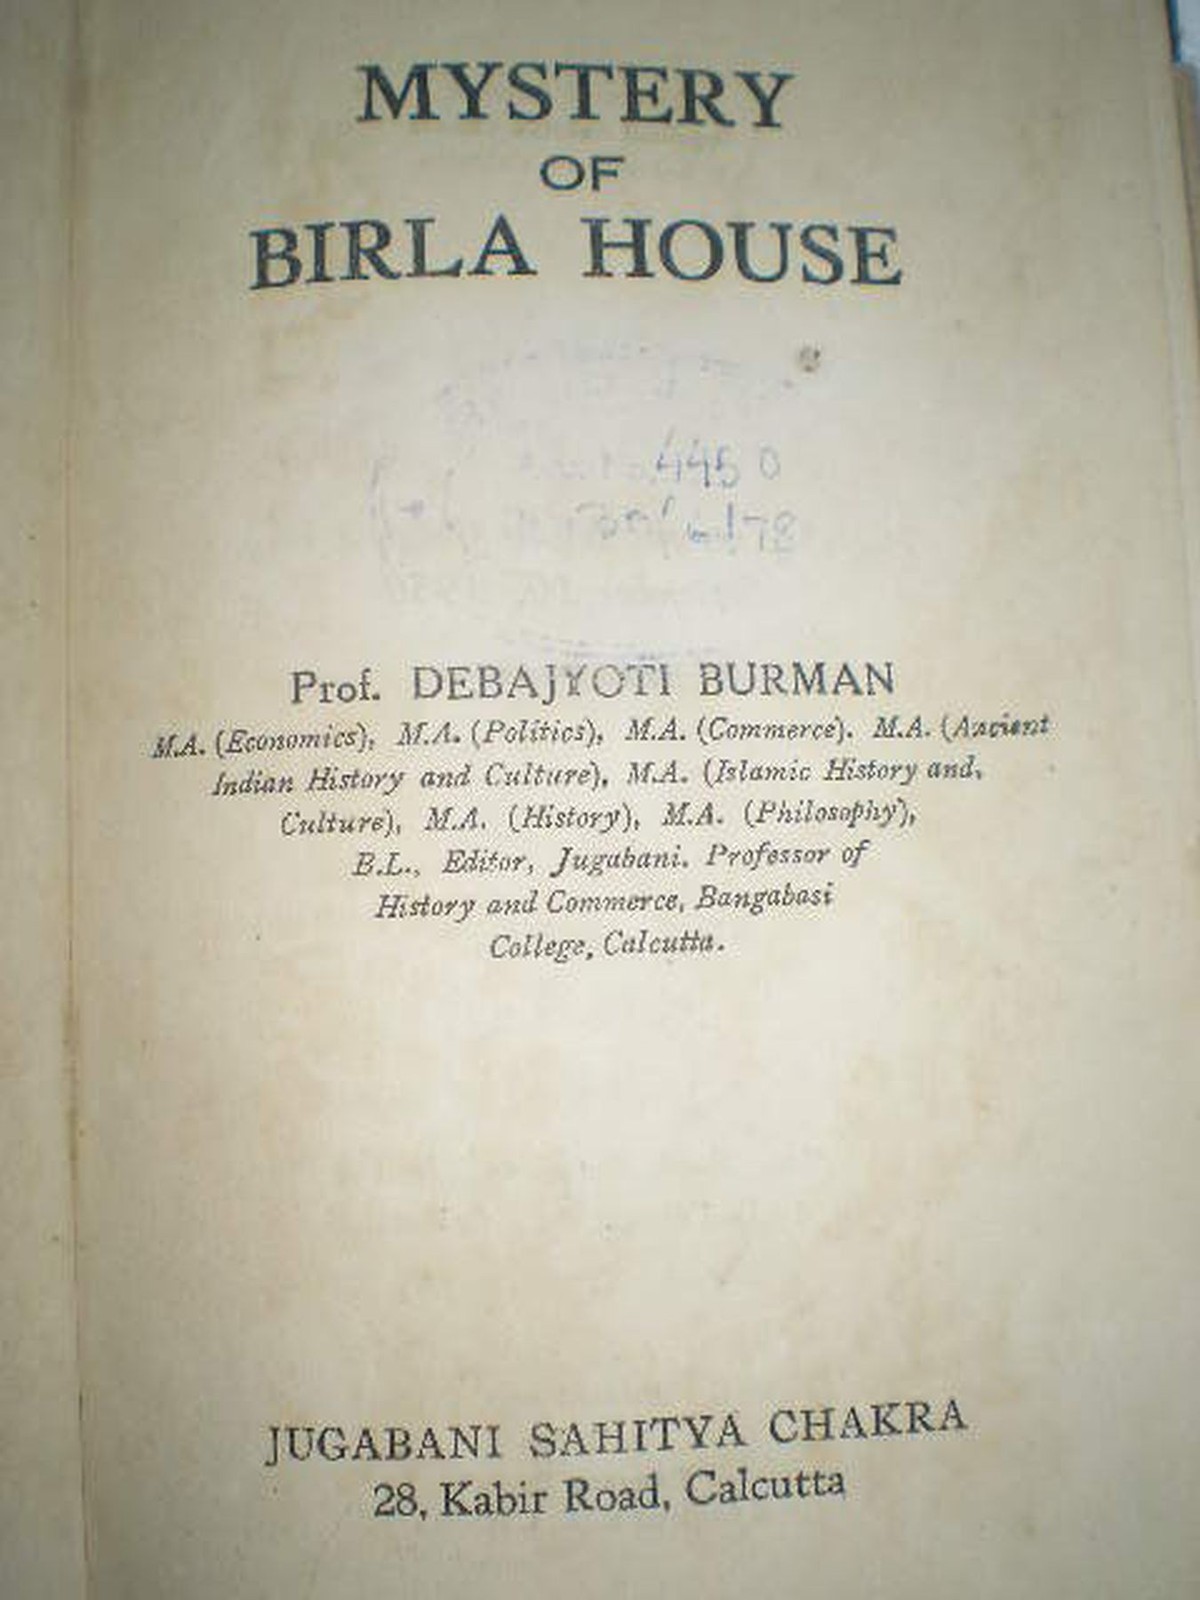 MYSTERY
OF
BIRLA HOUSE
4450
Prof. DEBAJYOTI BURMAN
M.A. (Economics), M.A. (Politics), M.A. (Commerce). M.A. (Ancient
Indian History and Culture), M.A. (Islamic History and,
Culture), M.A. (History), M.A. (Philosophy),
B.L., Editor, Jugabani. Professor of
History and Commerce, Bangabasi
College, Calcutta.
JUGABANI SAHITYA CHAKRA
28, Kabir Road, Calcutta